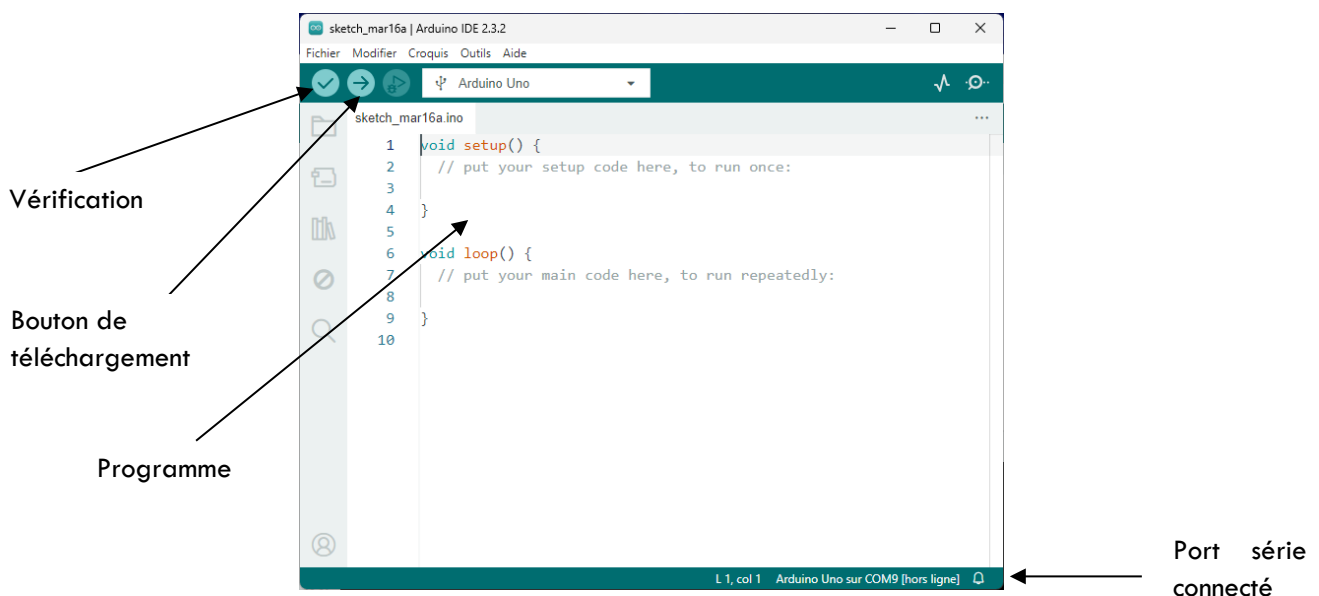 sketch_mar16a | Arduino IDE 2.3.2
Fichier Modifier Croquis Outils Aide
Arduino Uno
sketch_mar16a.ino
1 void setup() {
2 // put your setup code here, to run once:
3
4 }
5
6 void loop() {
7 // put your main code here, to run repeatedly:
8
9 }
10
Vérification
Bouton de
téléchargement
Programme
L 1, col 1 Arduino Uno sur COM9 [hors ligne]
Port série
connecté